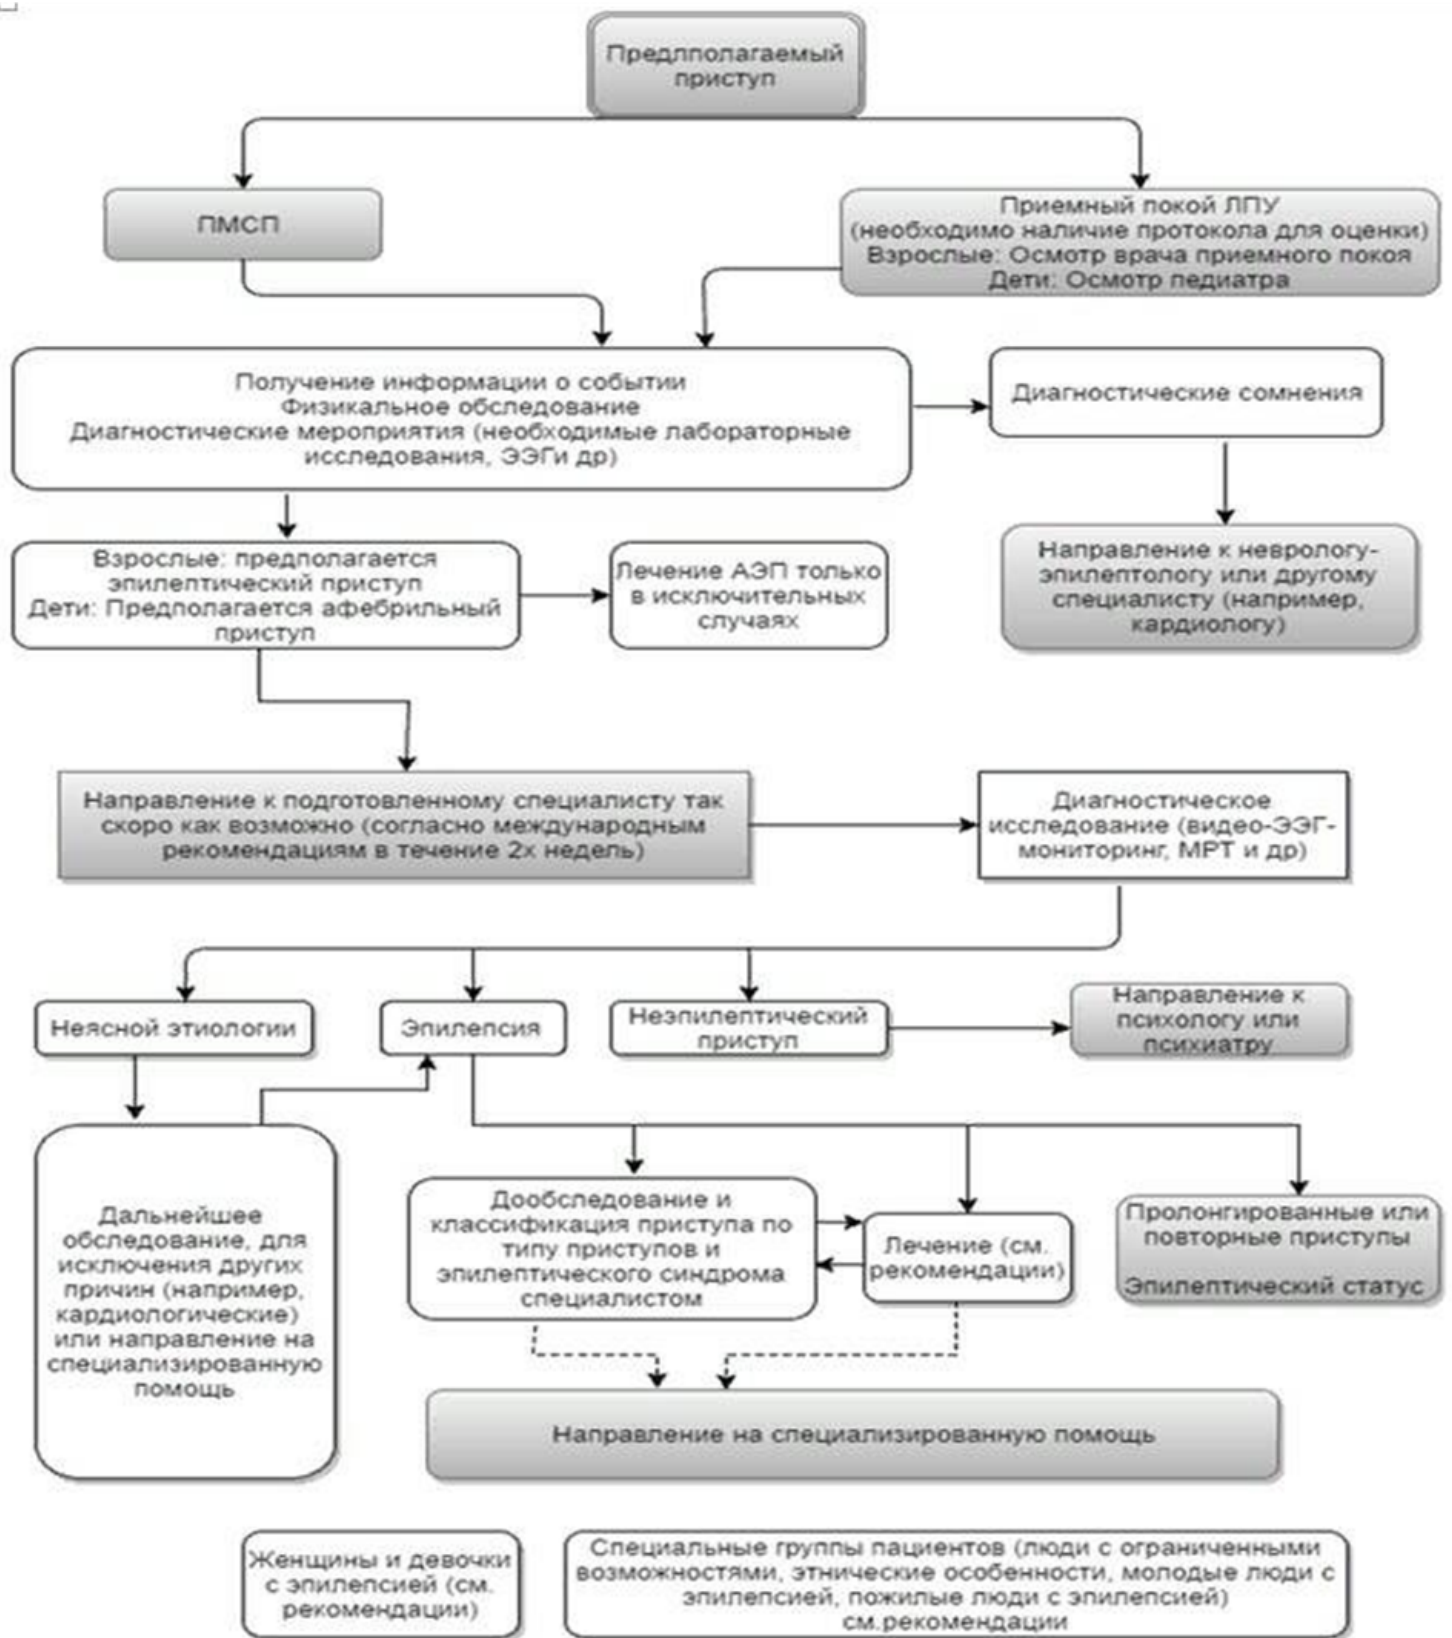 Предлполагаемый
приступ
ПМСП
Приемный покой ЛПУ
(необходимо наличие протокола для оценки)
Взрослые: Осмотр врача приемного покоя
Дети: Осмотр педиатра
Получение информации о событии
Физикальное обследование
Диагностические мероприятия (необходимые лабораторные
исследования, ЭЭГи др)
Диагностические сомнения
Взрослые: предполагается
эпилептический приступ
Дети: Предполагается афебрильный
приступ
Лечение АЭП только
в исключительных
случаях
Направление к неврологу-
эпилептологу или другому
специалисту (например,
кардиологу)
Направление к подготовленному специалисту так
скоро как возможно (согласно международным
рекомендациям в течение 2х недель)
Диагностическое
исследование (видео-ЭЭГ-
мониторинг, МРТ и др)
Неясной этиологии
Эпилепсия
Неэпилептический
приступ
Направление к
психологу или
психиатру
Дальнейшее
обследование, для
исключения других
причин (например,
кардиологические)
или направление на
специализированную
помощь
Дообследование и
классификация приступа по
типу приступов и
эпилептического синдрома
специалистом
Лечение (см.
рекомендации)
Пролонгированные или
повторные приступы
Эпилептический статус
Направление на специализированную помощь
Женщины и девочки
с эпилепсией (см.
рекомендации)
Специальные группы пациентов (люди с ограниченными
возможностями, этнические особенности, молодые люди с
эпилепсией, пожилые люди с эпилепсией)
см.рекомендации